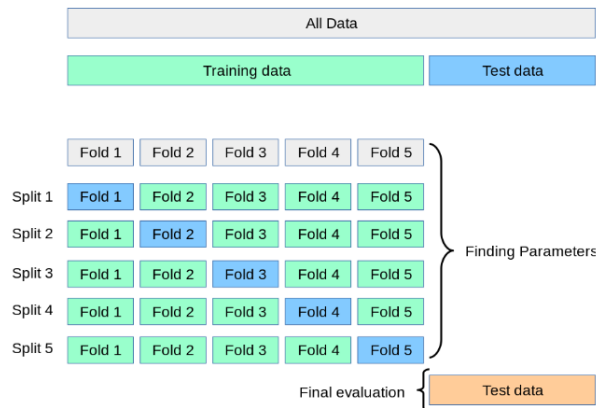 All Data
Training data Test data
Fold 1 Fold 2 Fold 3 Fold 4 Fold 5
Split 1 Fold 1 Fold 2 Fold 3 Fold 4 Fold 5
Split 2 Fold 1 Fold 2 Fold 3 Fold 4 Fold 5
Finding Parameters
Split 3 Fold 1 Fold 2 Fold 3 Fold 4 Fold 5
Split 4 Fold 1 Fold 2 Fold 3 Fold 4 Fold 5
Split 5 Fold 1 Fold 2 Fold 3 Fold 4 Fold 5
Final evaluation Test data